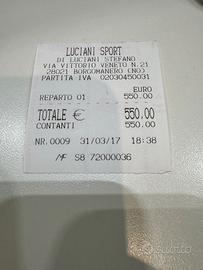 LUCIANI SPORT
DI LUCIANI STEFANO
VIA VITTORIO VENETO N.21
28021 BORGOMANERO (NO)
PARTITA IVA 02030450031
EURO
REPARTO 01 550.00
TOTALE € 550.00
CONTANTI 550.00
NR.0009 31/03/17 18:38
MF S8 72000036
subito